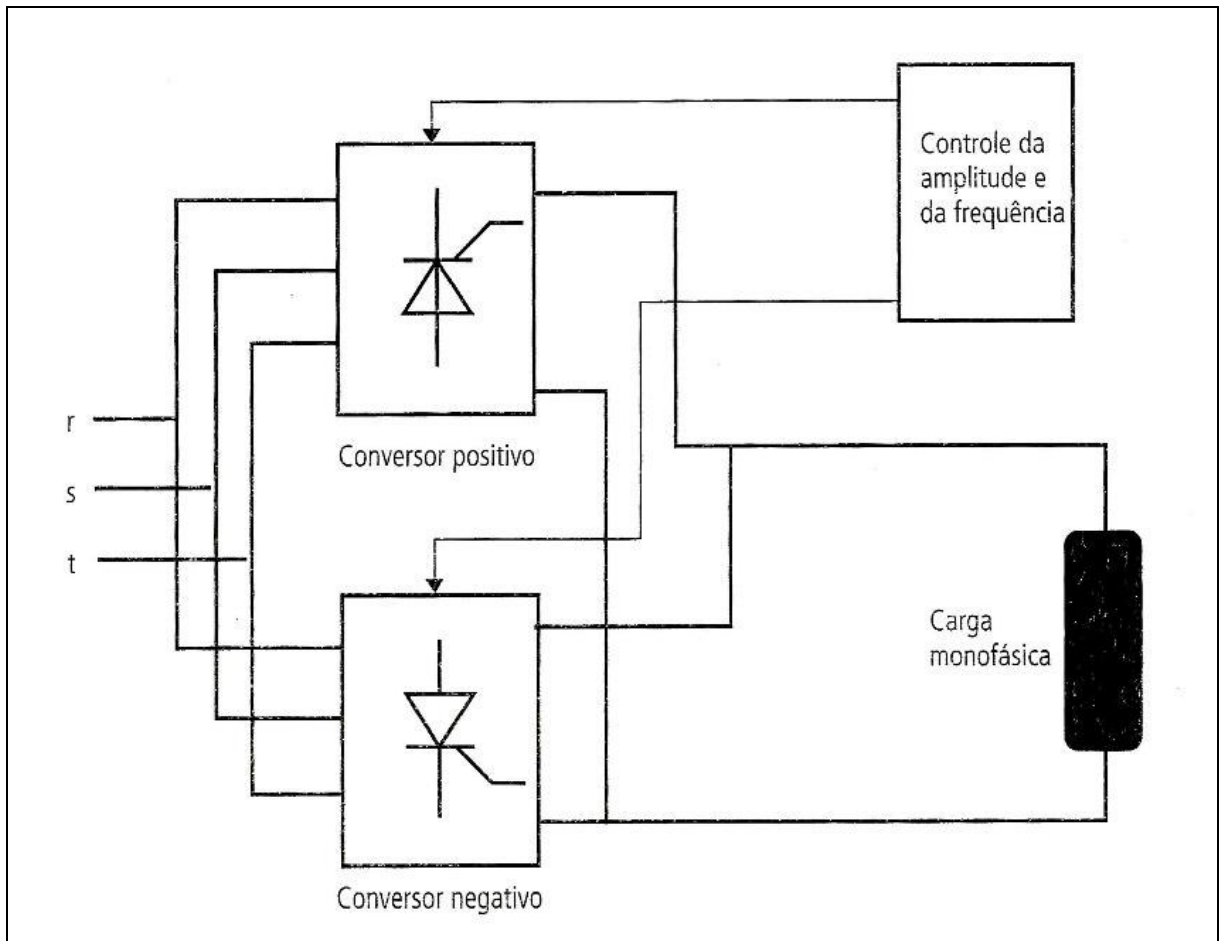 Controle da
amplitude e
da frequência
r
s
t
Conversor positivo
Carga
monofásica
Conversor negativo